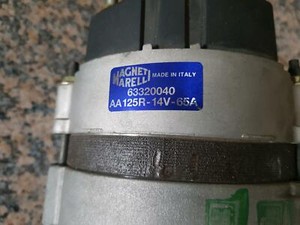 MAGNETI
MARELLI
MADE IN ITALY
63320040
AA125R-14V-65A